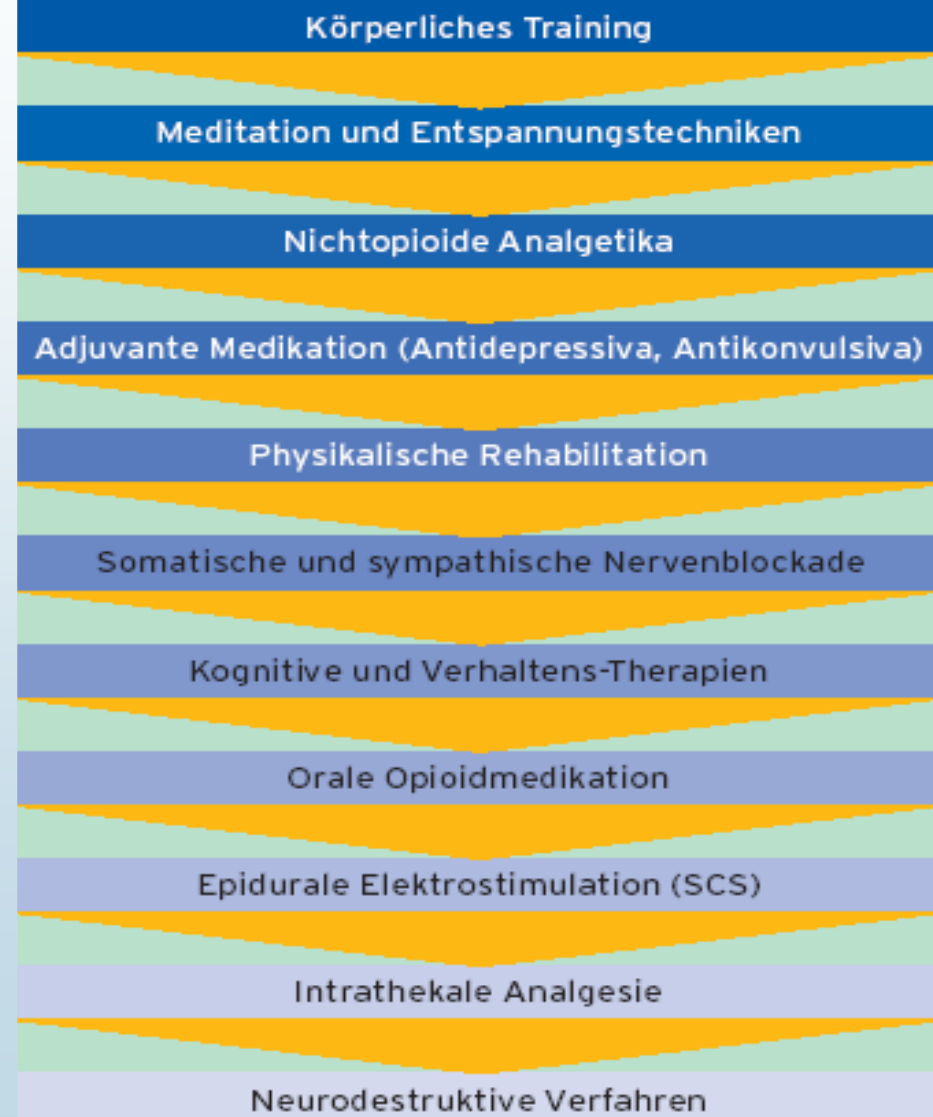 Körperliches Training
Meditation und Entspannungstechniken
Nichtopioide Analgetika
Adjuvante Medikation (Antidepressiva, Antikonvulsiva)
Physikalische Rehabilitation
Somatische und sympathische Nervenblockade
Kognitive und Verhaltens-Therapien
Orale Opioidmedikation
Epidurale Elektrostimulation (SCS)
Intrathekale Analgesie
Neurodestruktive Verfahren